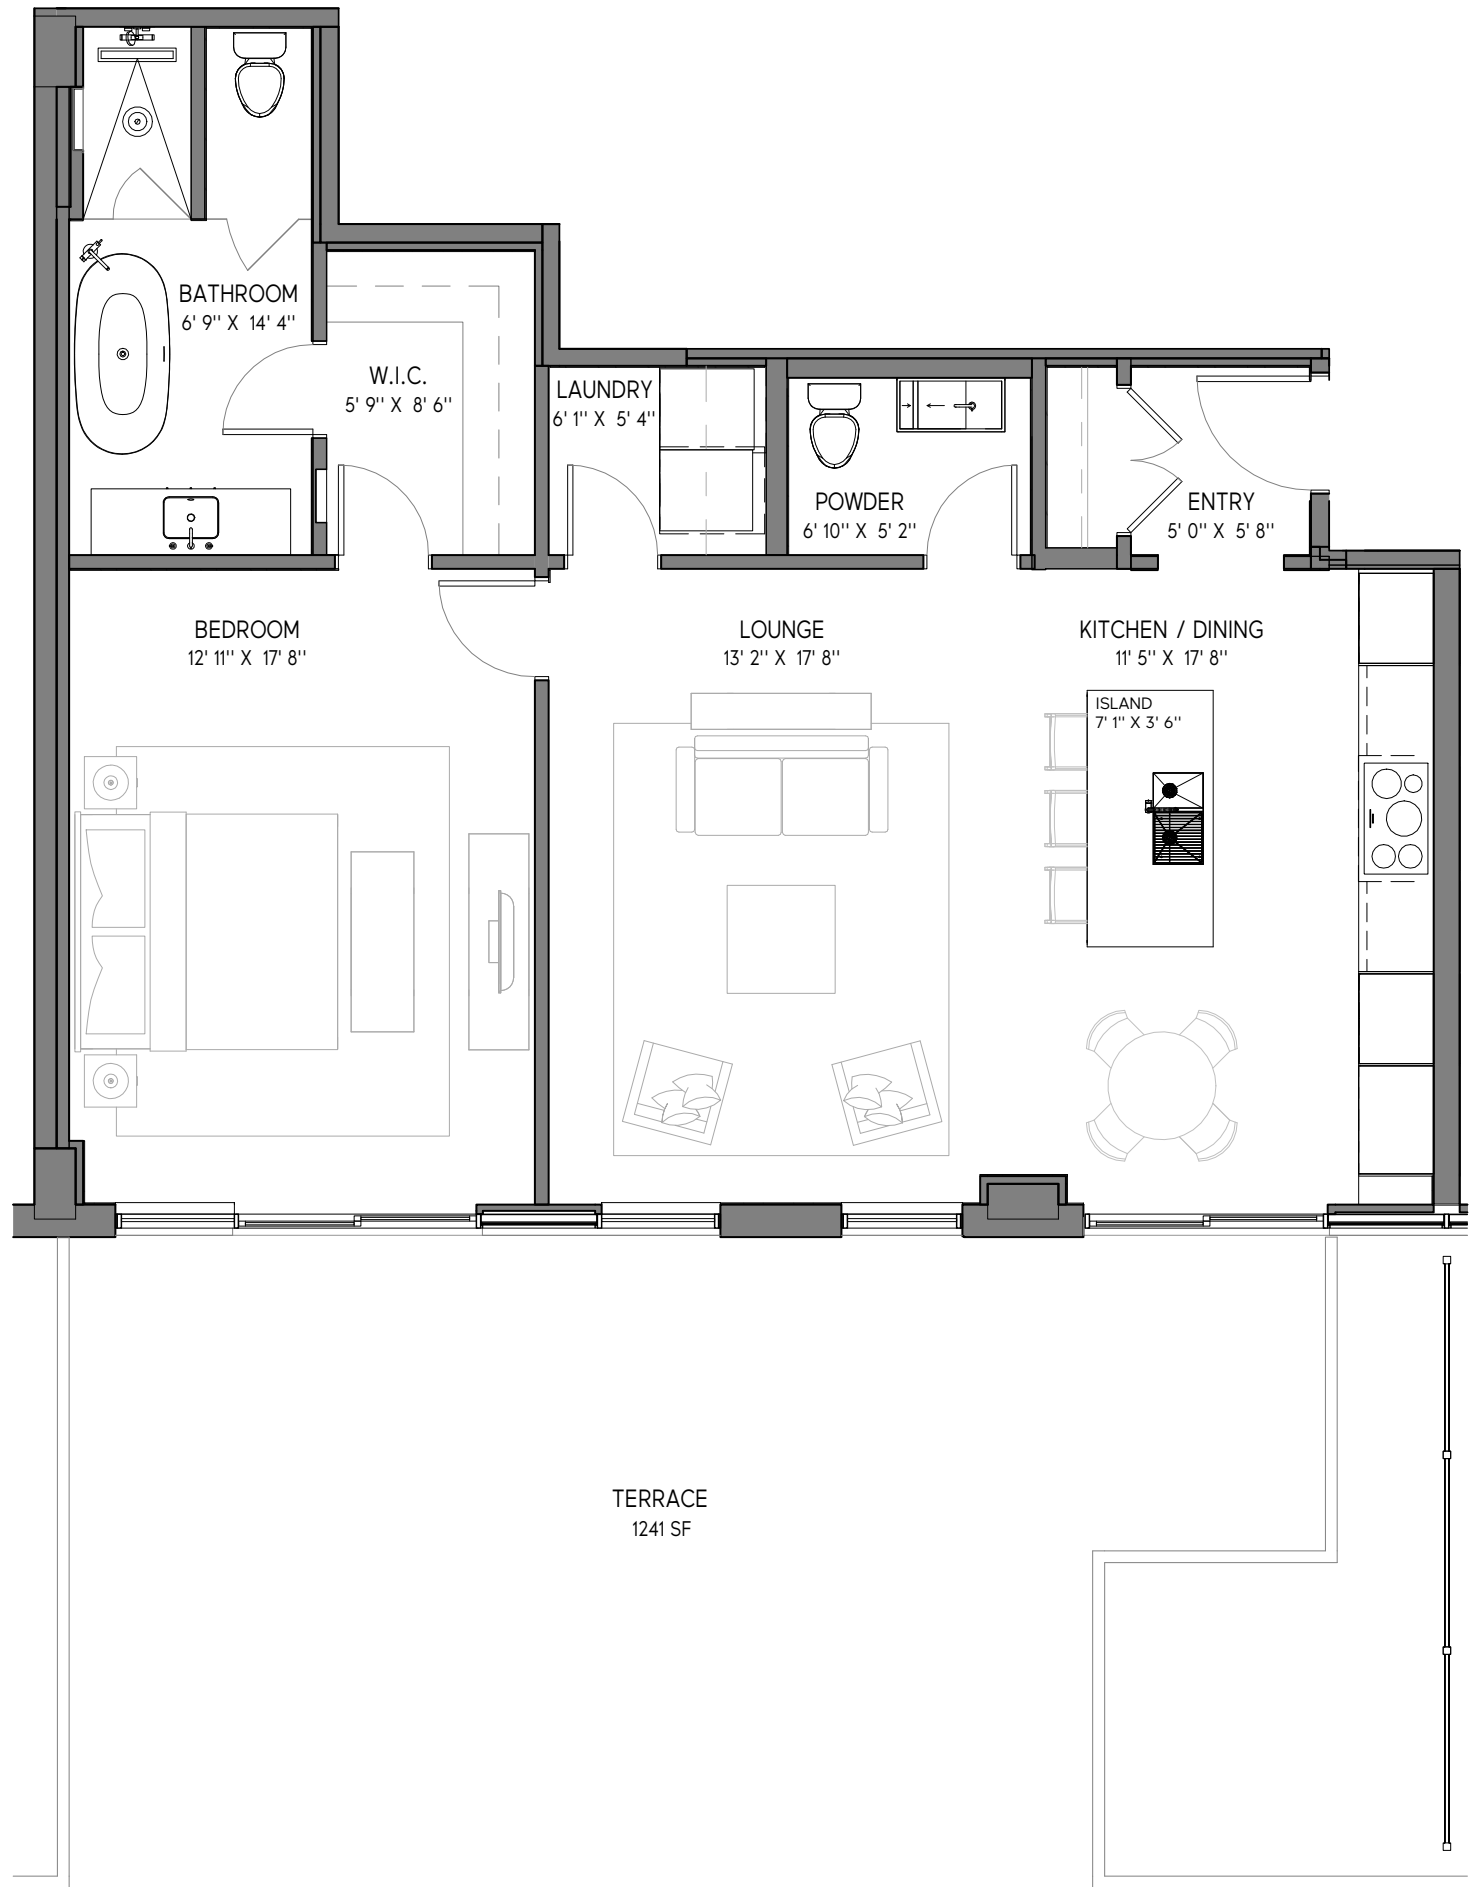 BATHROOM
6' 9'' X 14' 4''
W.I.C.
5' 9'' X 8' 6''
LAUNDRY
6' 1'' X 5' 4''
POWDER
6' 10'' X 5' 2''
ENTRY
5' 0'' X 5' 8''
BEDROOM
12' 11'' X 17' 8''
LOUNGE
13' 2'' X 17' 8''
KITCHEN / DINING
11' 5'' X 17' 8''
ISLAND
7' 1'' X 3' 6''
TERRACE
1241 SF